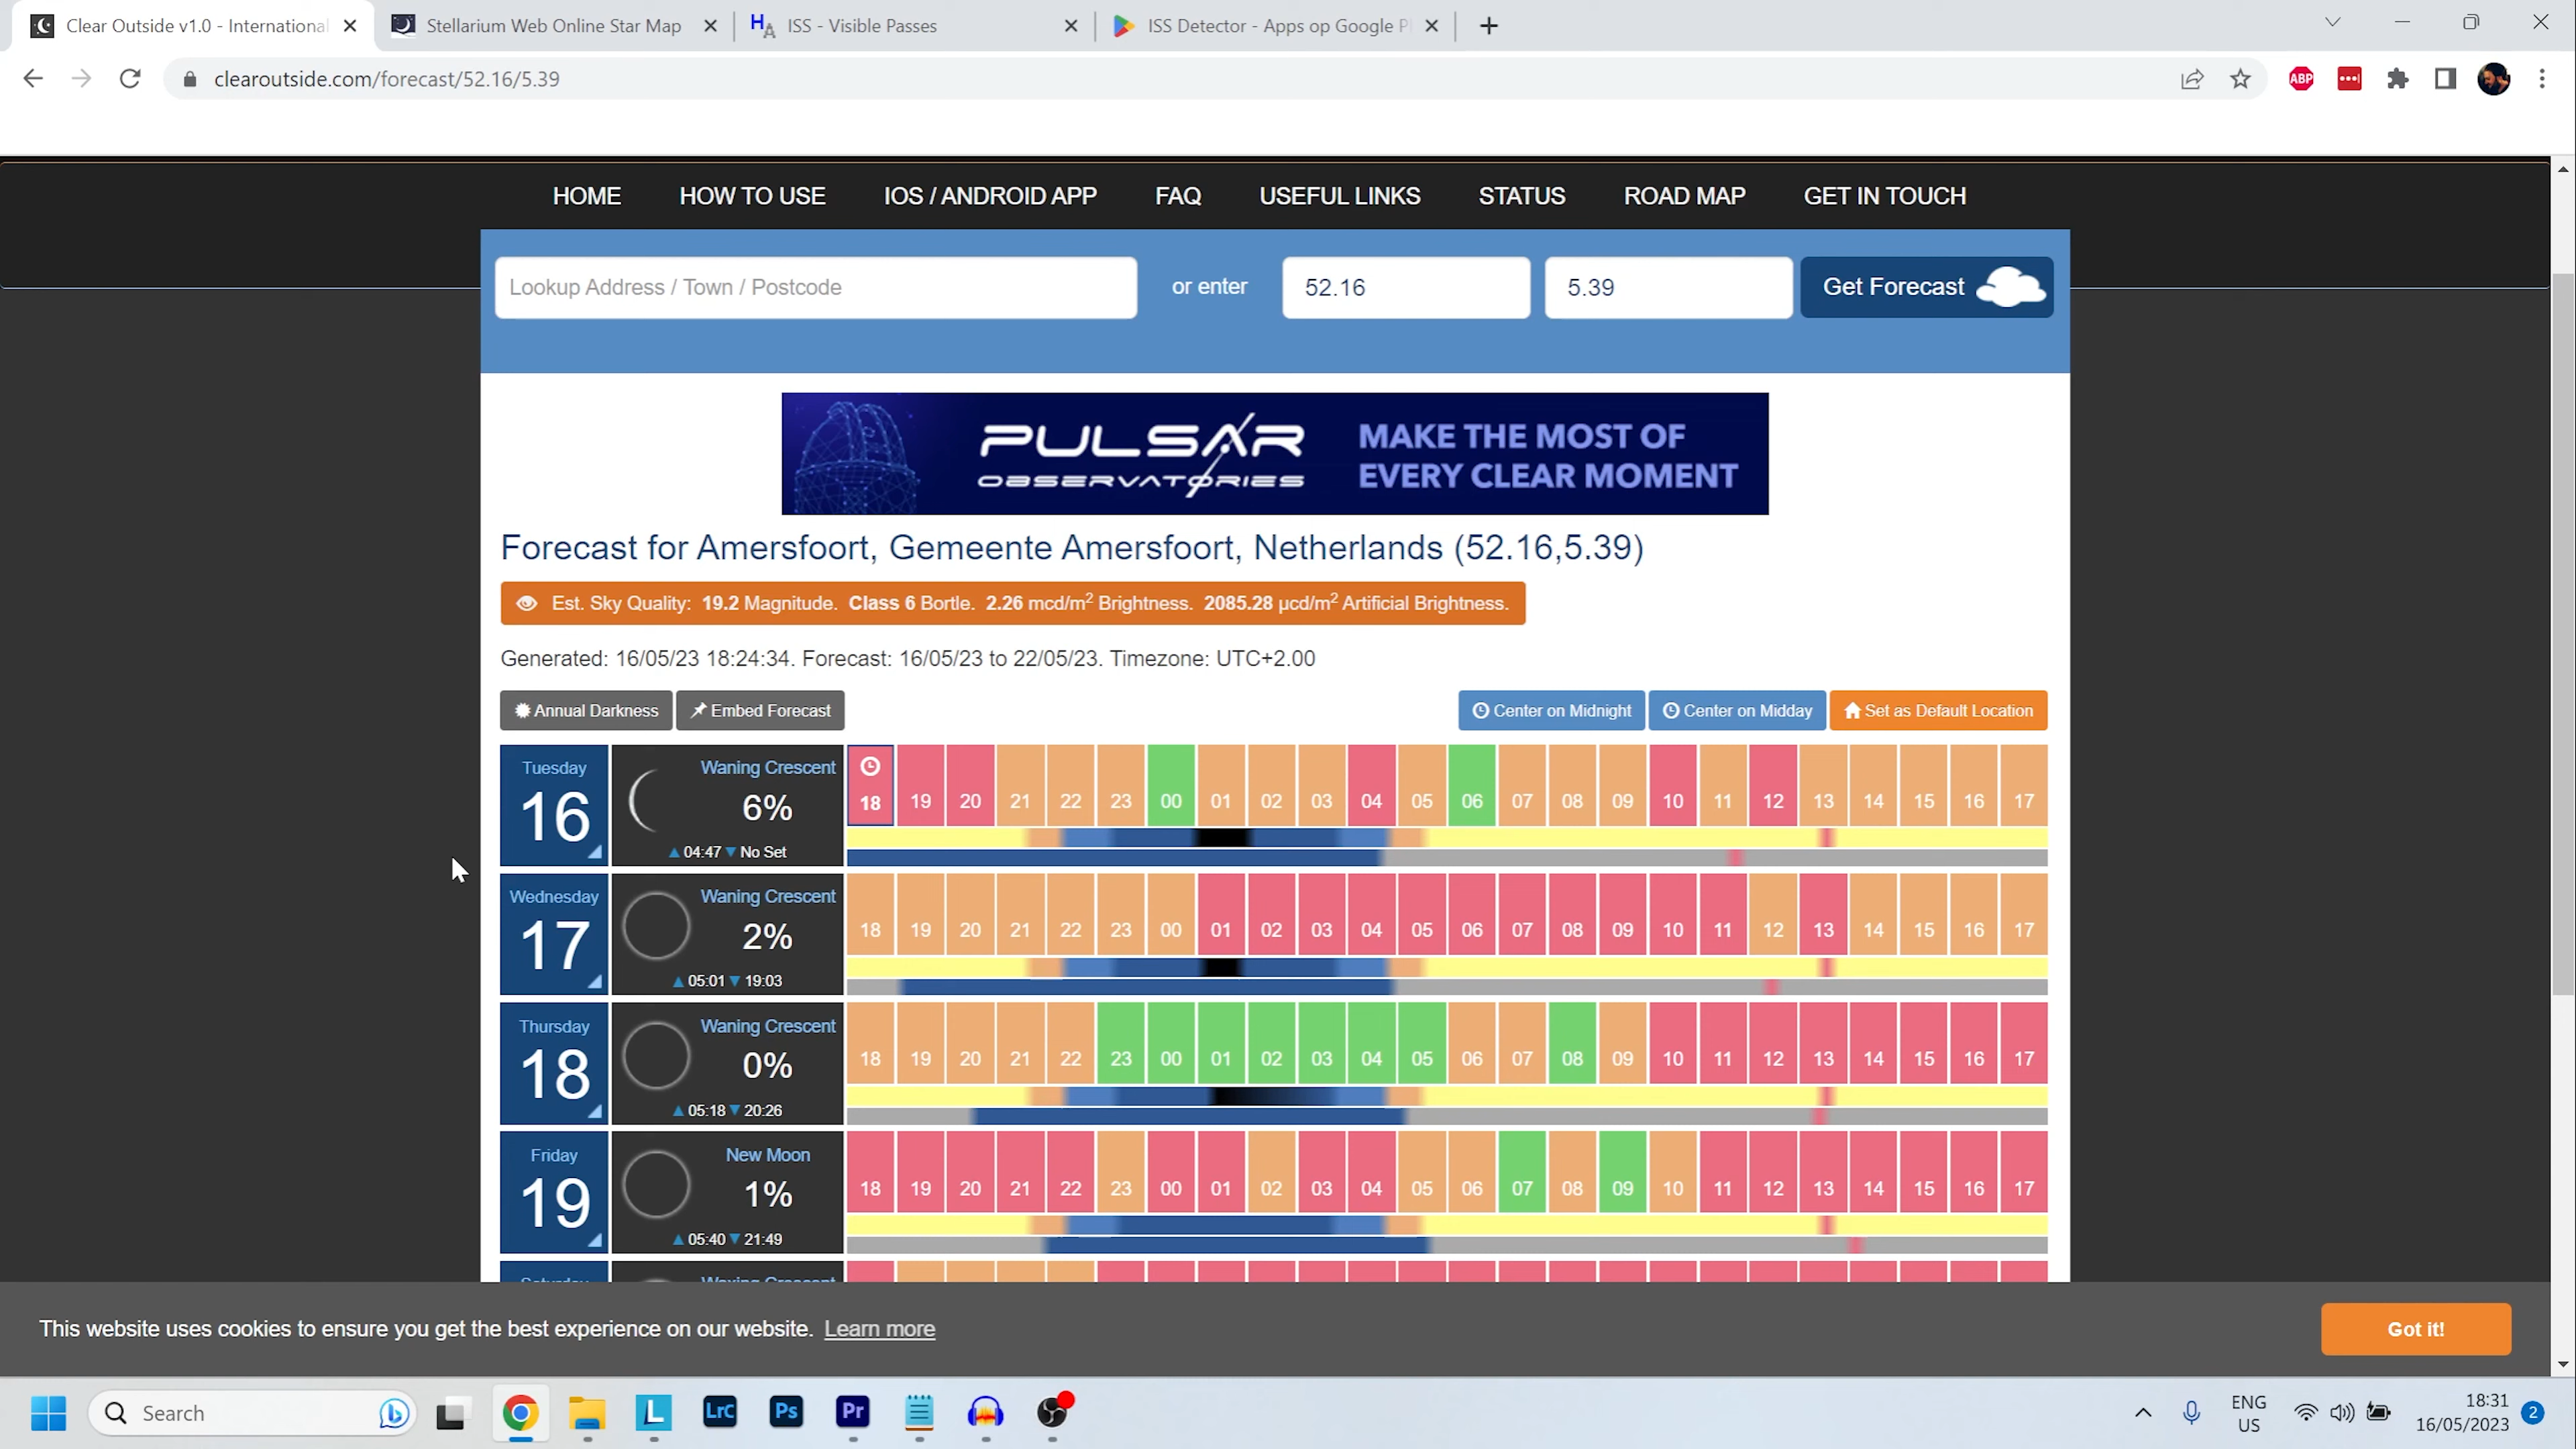 Clear Outside v1.0 - International
Stellarium Web Online Star Map
ISS - Visible Passes
ISS Detector - Apps op Google Pl
clearoutside.com/forecast/52.16/5.39
ABP
HOME HOW TO USE IOS / ANDROID APP FAQ USEFUL LINKS STATUS ROAD MAP GET IN TOUCH
Lookup Address / Town / Postcode or enter 52.16 5.39 Get Forecast
PULSAR OBSERVATORIES
MAKE THE MOST OF
EVERY CLEAR MOMENT
Forecast for Amersfoort, Gemeente Amersfoort, Netherlands (52.16,5.39)
Est. Sky Quality: 19.2 Magnitude. Class 6 Bortle. 2.26 mcd/m² Brightness. 2085.28 μcd/m² Artificial Brightness.
Generated: 16/05/23 18:24:34. Forecast: 16/05/23 to 22/05/23. Timezone: UTC+2.00
Annual Darkness Embed Forecast Center on Midnight Center on Midday Set as Default Location
Tuesday Waning Crescent
16 6% 18 19 20 21 22 23 00 01 02 03 04 05 06 07 08 09 10 11 12 13 14 15 16 17
▲ 04:47 ▼ No Set
Wednesday Waning Crescent
17 2% 18 19 20 21 22 23 00 01 02 03 04 05 06 07 08 09 10 11 12 13 14 15 16 17
▲ 05:01 ▼ 19:03
Thursday Waning Crescent
18 0% 18 19 20 21 22 23 00 01 02 03 04 05 06 07 08 09 10 11 12 13 14 15 16 17
▲ 05:18 ▼ 20:26
Friday New Moon
19 1% 18 19 20 21 22 23 00 01 02 03 04 05 06 07 08 09 10 11 12 13 14 15 16 17
▲ 05:40 ▼ 21:49
This website uses cookies to ensure you get the best experience on our website. Learn more Got it!
Search
LrC Ps Pr
ENG
US
18:31
16/05/2023
2